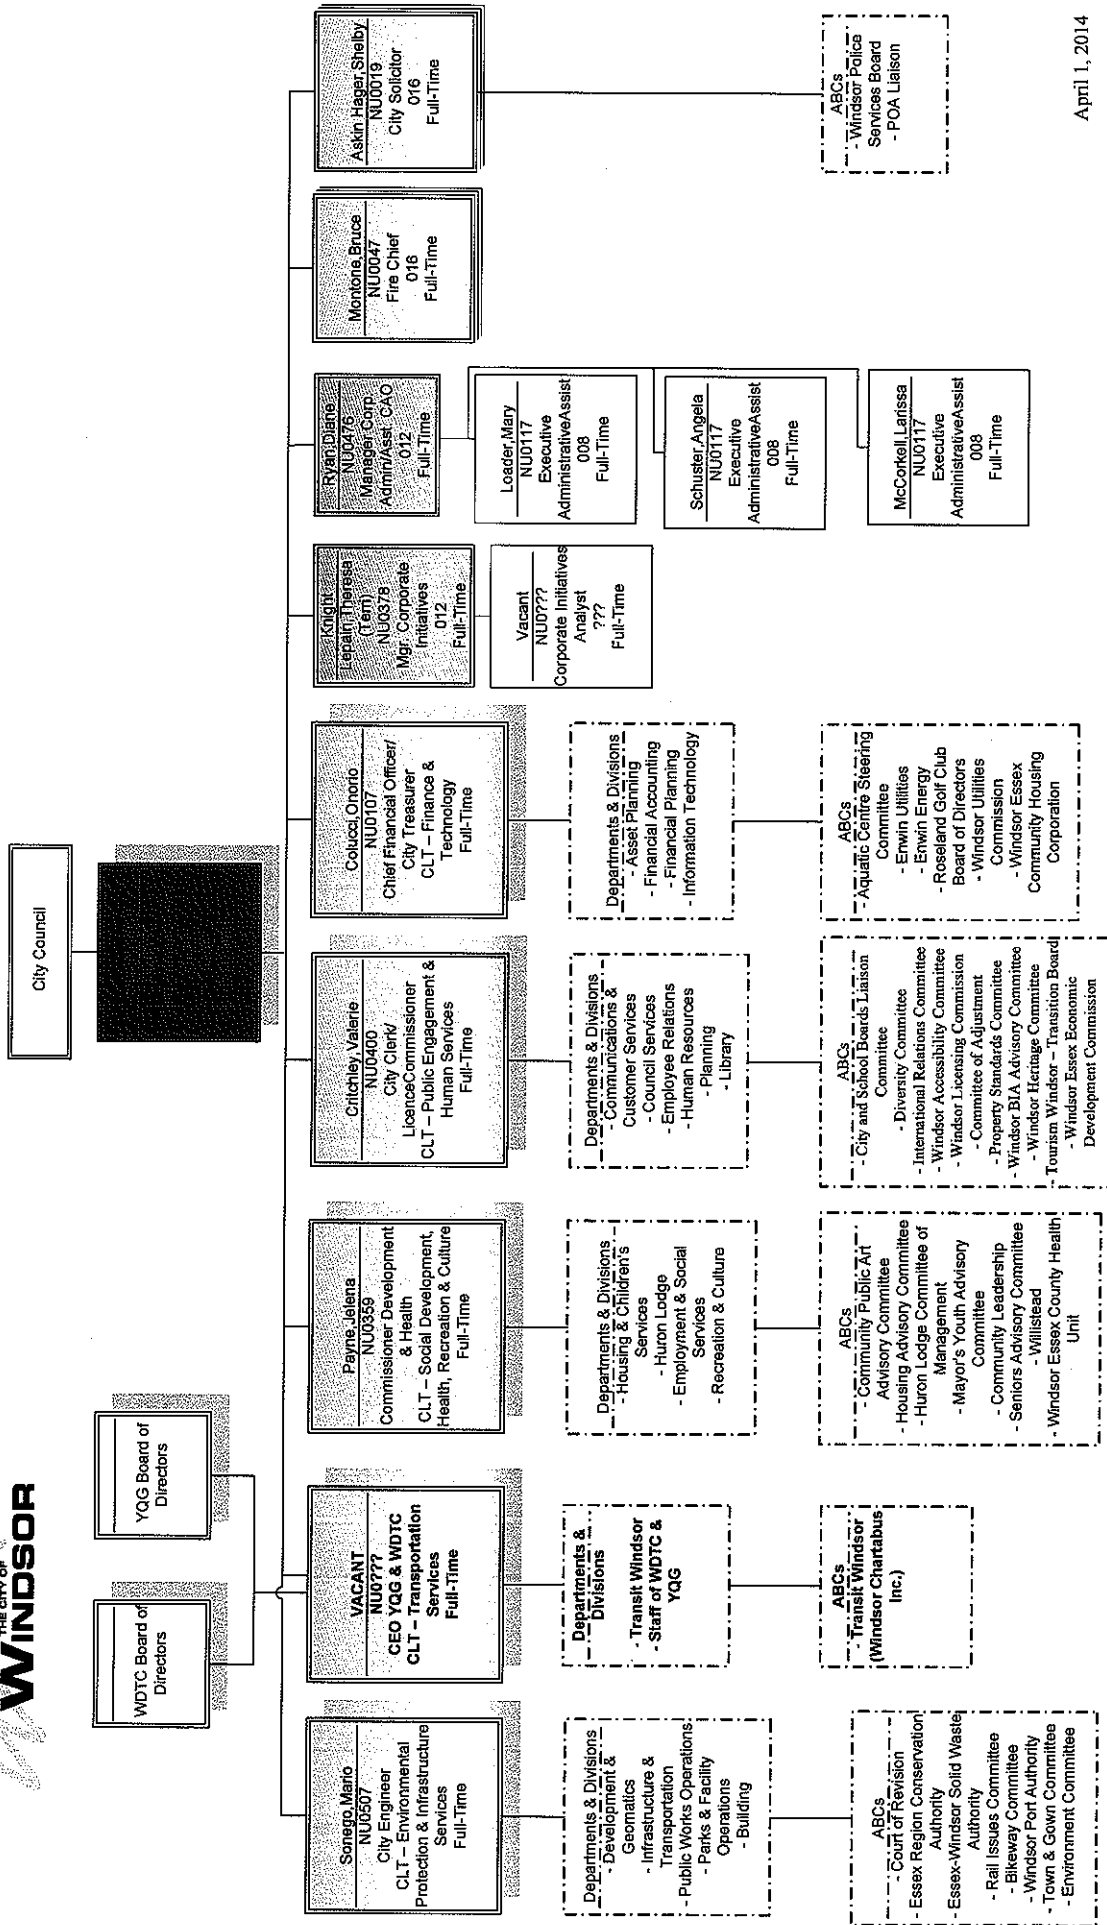 THE CITY OF
WINDSOR
City Council
WDTC Board of
Directors
YQG Board of
Directors
Sonego,Mario
NU0507
City Engineer
CLT – Environmental
Protection & Infrastructure
Services
Full-Time
Departments & Divisions
- Development &
Geomatics
- Infrastructure &
Transportation
- Public Works Operations
- Parks & Facility
Operations
- Building
ABCs
- Court of Revision
- Essex Region Conservation
Authority
- Essex-Windsor Solid Waste
Authority
- Rail Issues Committee
- Bikeway Committee
- Windsor Port Authority
- Town & Gown Committee
- Environment Committee
VACANT
NU0???
CEO YQG & WDTC
CLT – Transportation
Services
Full-Time
Departments &
Divisions
- Transit Windsor
- Staff of WDTC &
YQG
ABCs
- Transit Windsor
(Windsor Chartabus
Inc.)
Payne,Jelena
NU0359
Commissioner Development
& Health
CLT – Social Development,
Health, Recreation & Culture
Full-Time
Departments & Divisions
- Housing & Children's
Services
- Huron Lodge
- Employment & Social
Services
- Recreation & Culture
ABCs
- Community Public Art
Advisory Committee
- Housing Advisory Committee
- Huron Lodge Committee of
Management
- Mayor's Youth Advisory
Committee
- Community Leadership
- Seniors Advisory Committee
- Willistead
- Windsor Essex County Health
Unit
Critchley,Valerie
NU0400
City Clerk/
LicenceCommissioner
CLT – Public Engagement &
Human Services
Full-Time
Departments & Divisions
- Communications &
Customer Services
- Council Services
- Employee Relations
- Human Resources
- Planning
- Library
ABCs
- City and School Boards Liaison
Committee
- Diversity Committee
- International Relations Committee
- Windsor Accessibility Committee
- Windsor Licensing Commission
- Committee of Adjustment
- Property Standards Committee
- Windsor BIA Advisory Committee
- Windsor Heritage Committee
- Tourism Windsor – Transition Board
- Windsor Essex Economic
Development Commission
Colucci,Onorio
NU0107
Chief Financial Officer/
City Treasurer
CLT – Finance &
Technology
Full-Time
Departments & Divisions
- Asset Planning
- Financial Accounting
- Financial Planning
- Information Technology
ABCs
- Aquatic Centre Steering
Committee
- Enwin Utilities
- Enwin Energy
- Roseland Golf Club
Board of Directors
- Windsor Utilities
Commission
- Windsor Essex
Community Housing
Corporation
Knight
Lepain,Theresa
(Terri)
NU0378
Mgr. Corporate
Initiatives
012
Full-Time
Vacant
NU0???
Corporate Initiatives
Analyst
???
Full-Time
Ryan,Diane
NU0476
Manager Corp
Admin/Asst. CAO
012
Full-Time
Loader,Mary
NU0117
Executive
AdministrativeAssist
008
Full-Time
Schuster,Angela
NU0117
Executive
AdministrativeAssist
008
Full-Time
McCorkell,Larissa
NU0117
Executive
AdministrativeAssist
008
Full-Time
Montone,Bruce
NU0047
Fire Chief
016
Full-Time
Askin Hager,Shelby
NU0019
City Solicitor
016
Full-Time
ABCs
- Windsor Police
Services Board
- POA Liaison
April 1, 2014